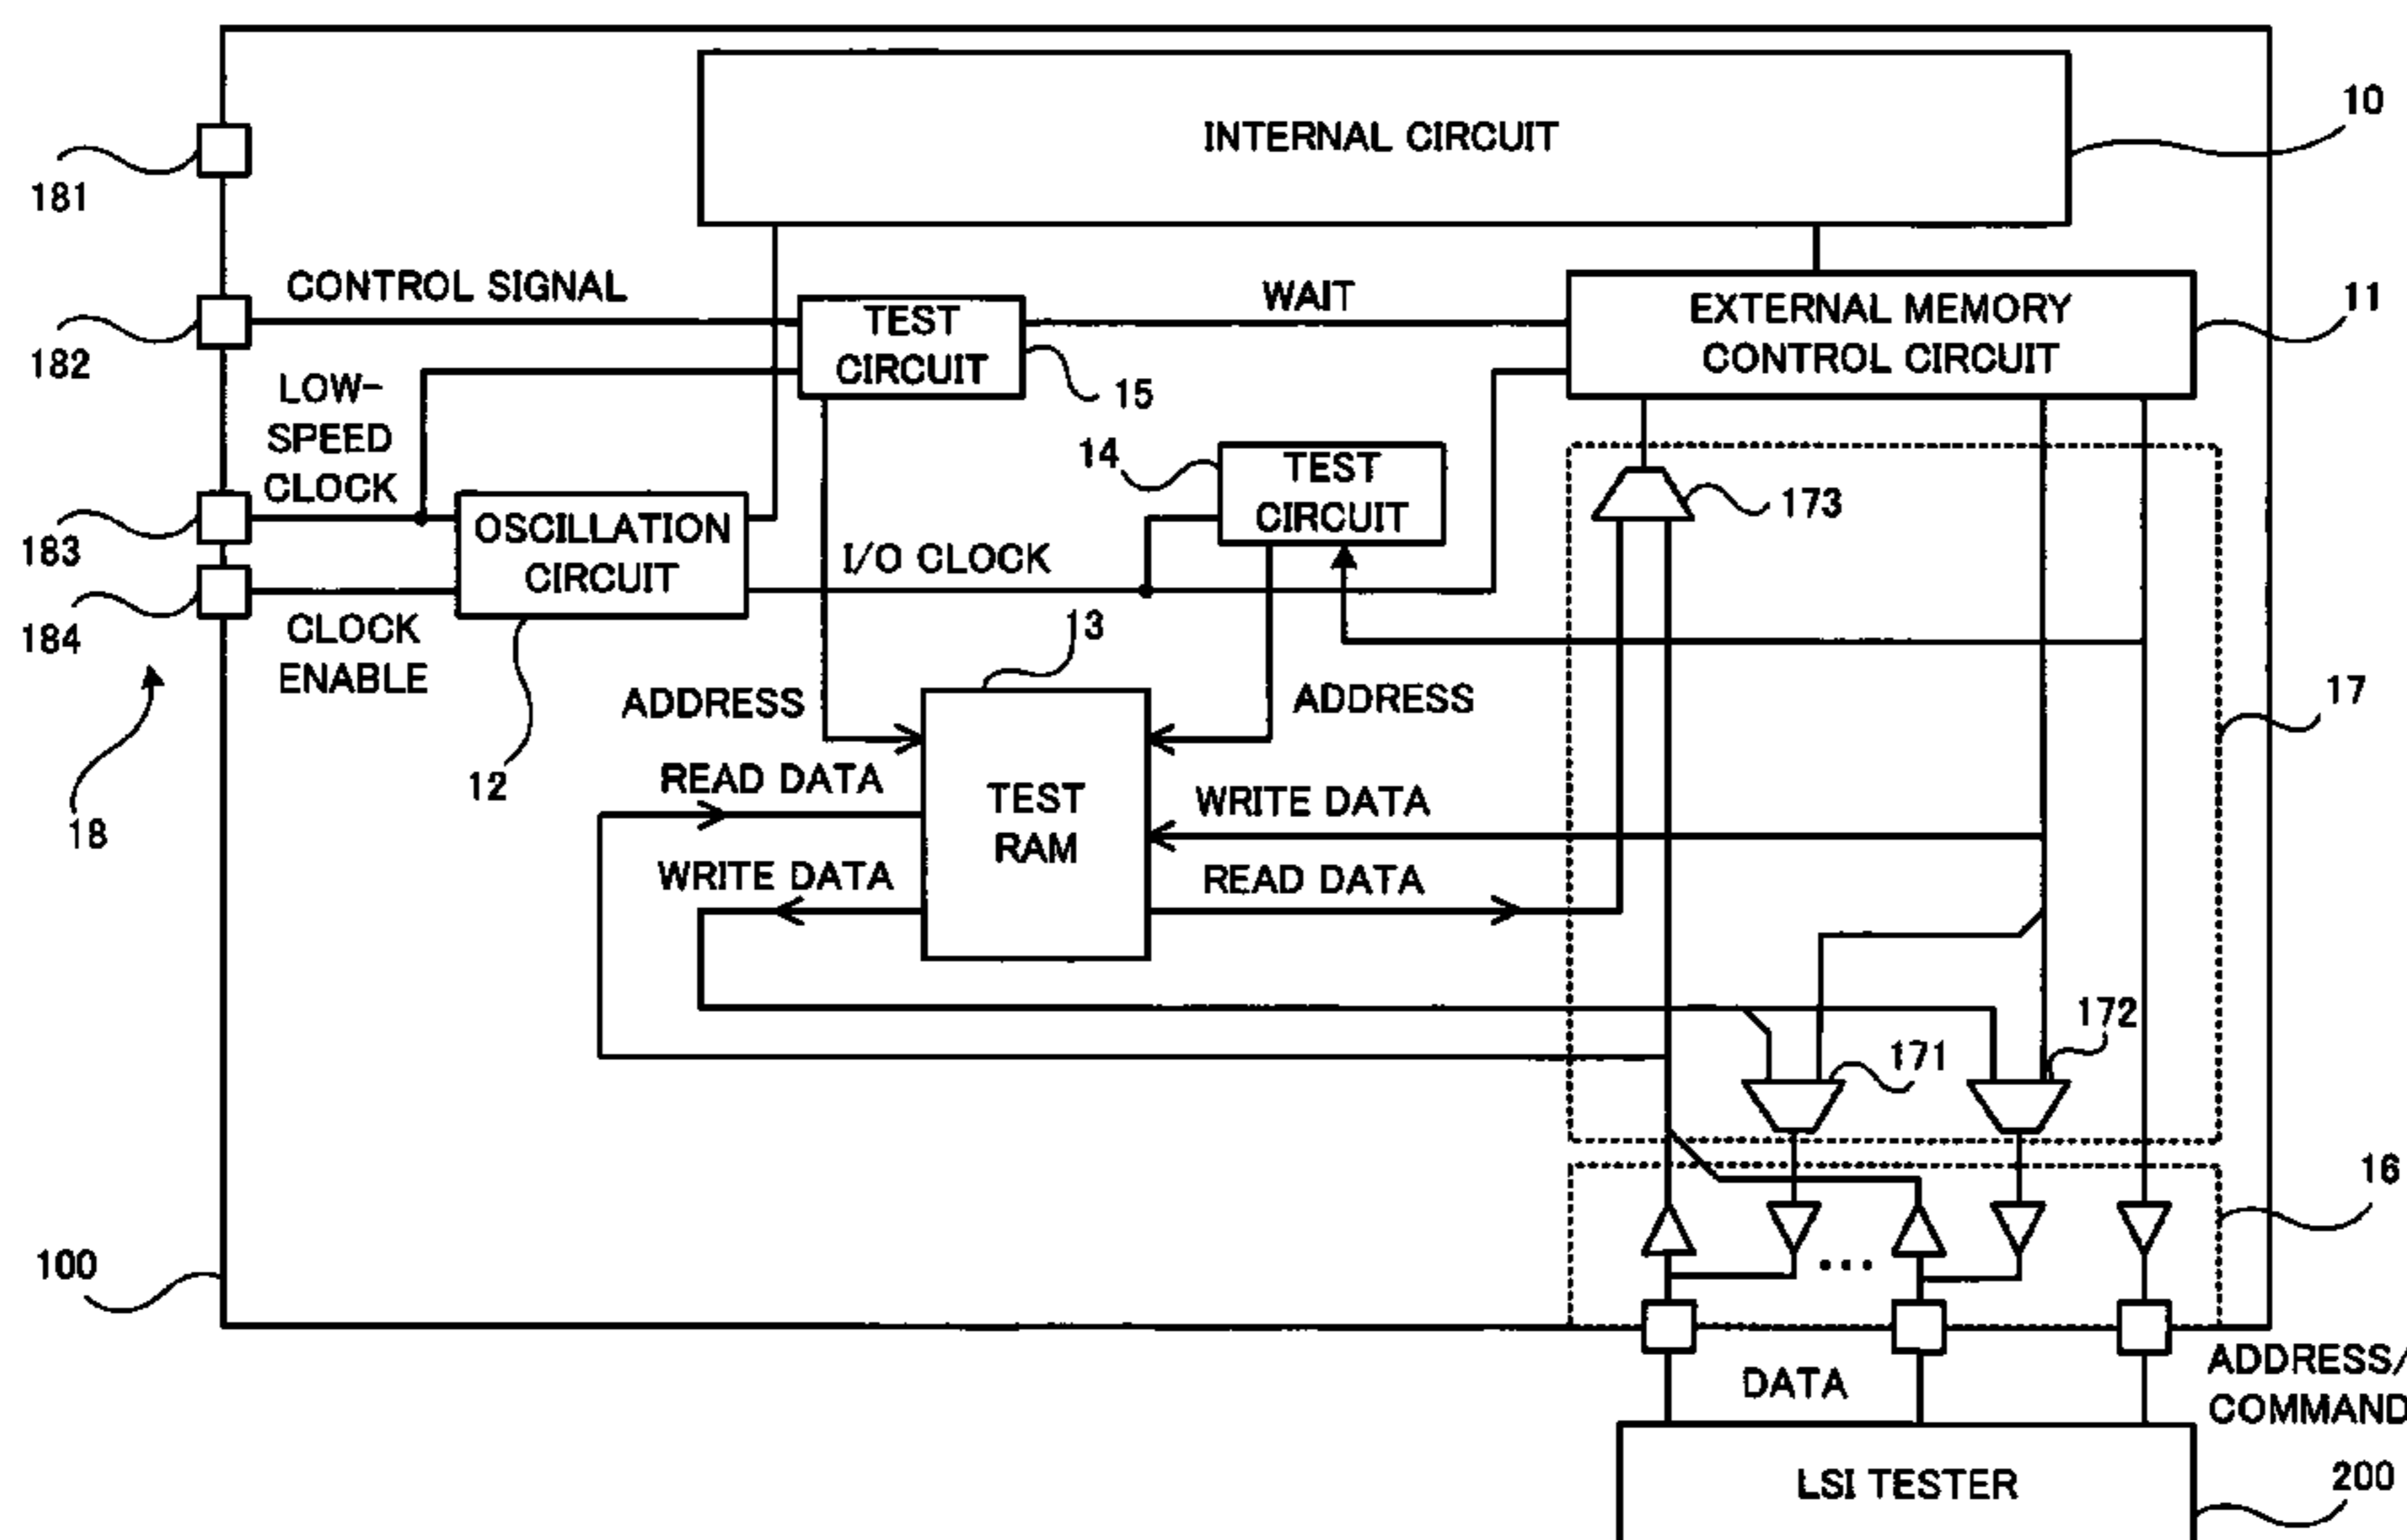 INTERNAL CIRCUIT
10
181
CONTROL SIGNAL
182
TEST
CIRCUIT
15
WAIT
EXTERNAL MEMORY
CONTROL CIRCUIT
11
LOW-
SPEED
CLOCK
183
184
CLOCK
ENABLE
18
OSCILLATION
CIRCUIT
12
I/O CLOCK
14
TEST
CIRCUIT
173
13
ADDRESS
ADDRESS
17
READ DATA
WRITE DATA
TEST
RAM
WRITE DATA
READ DATA
171
172
16
100
...
DATA
ADDRESS/
COMMAND
LSI TESTER
200